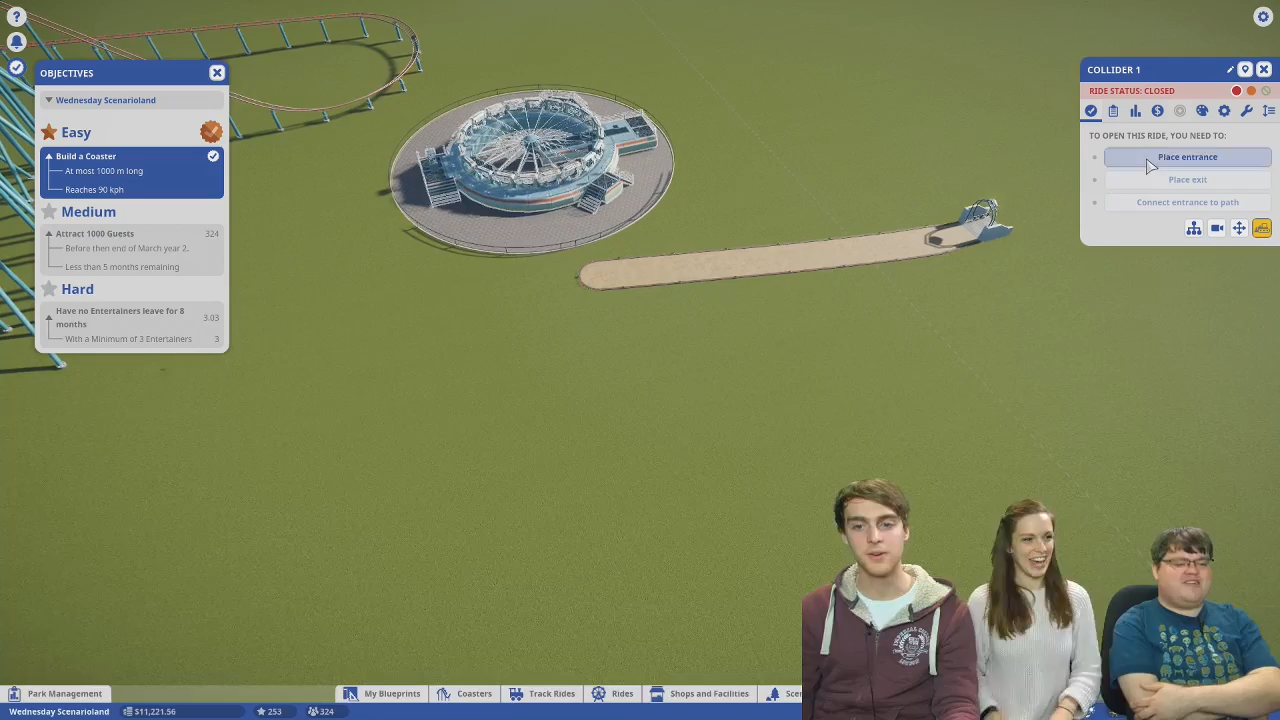 OBJECTIVES
Wednesday Scenarioland
Easy
Build a Coaster
At most 1000 m long
Reaches 90 kph
Medium
Attract 1000 Guests 324
Before then end of March year 2,
Less than 5 months remaining
Hard
Have no Entertainers leave for 8
months 3.03
With a Minimum of 3 Entertainers 3
COLLIDER 1
RIDE STATUS: CLOSED
TO OPEN THIS RIDE, YOU NEED TO:
Place entrance
Place exit
Connect entrance to path
Park Management
My Blueprints
Coasters
Track Rides
Rides
Shops and Facilities
Wednesday Scenarioland
$11,221.56
253
324